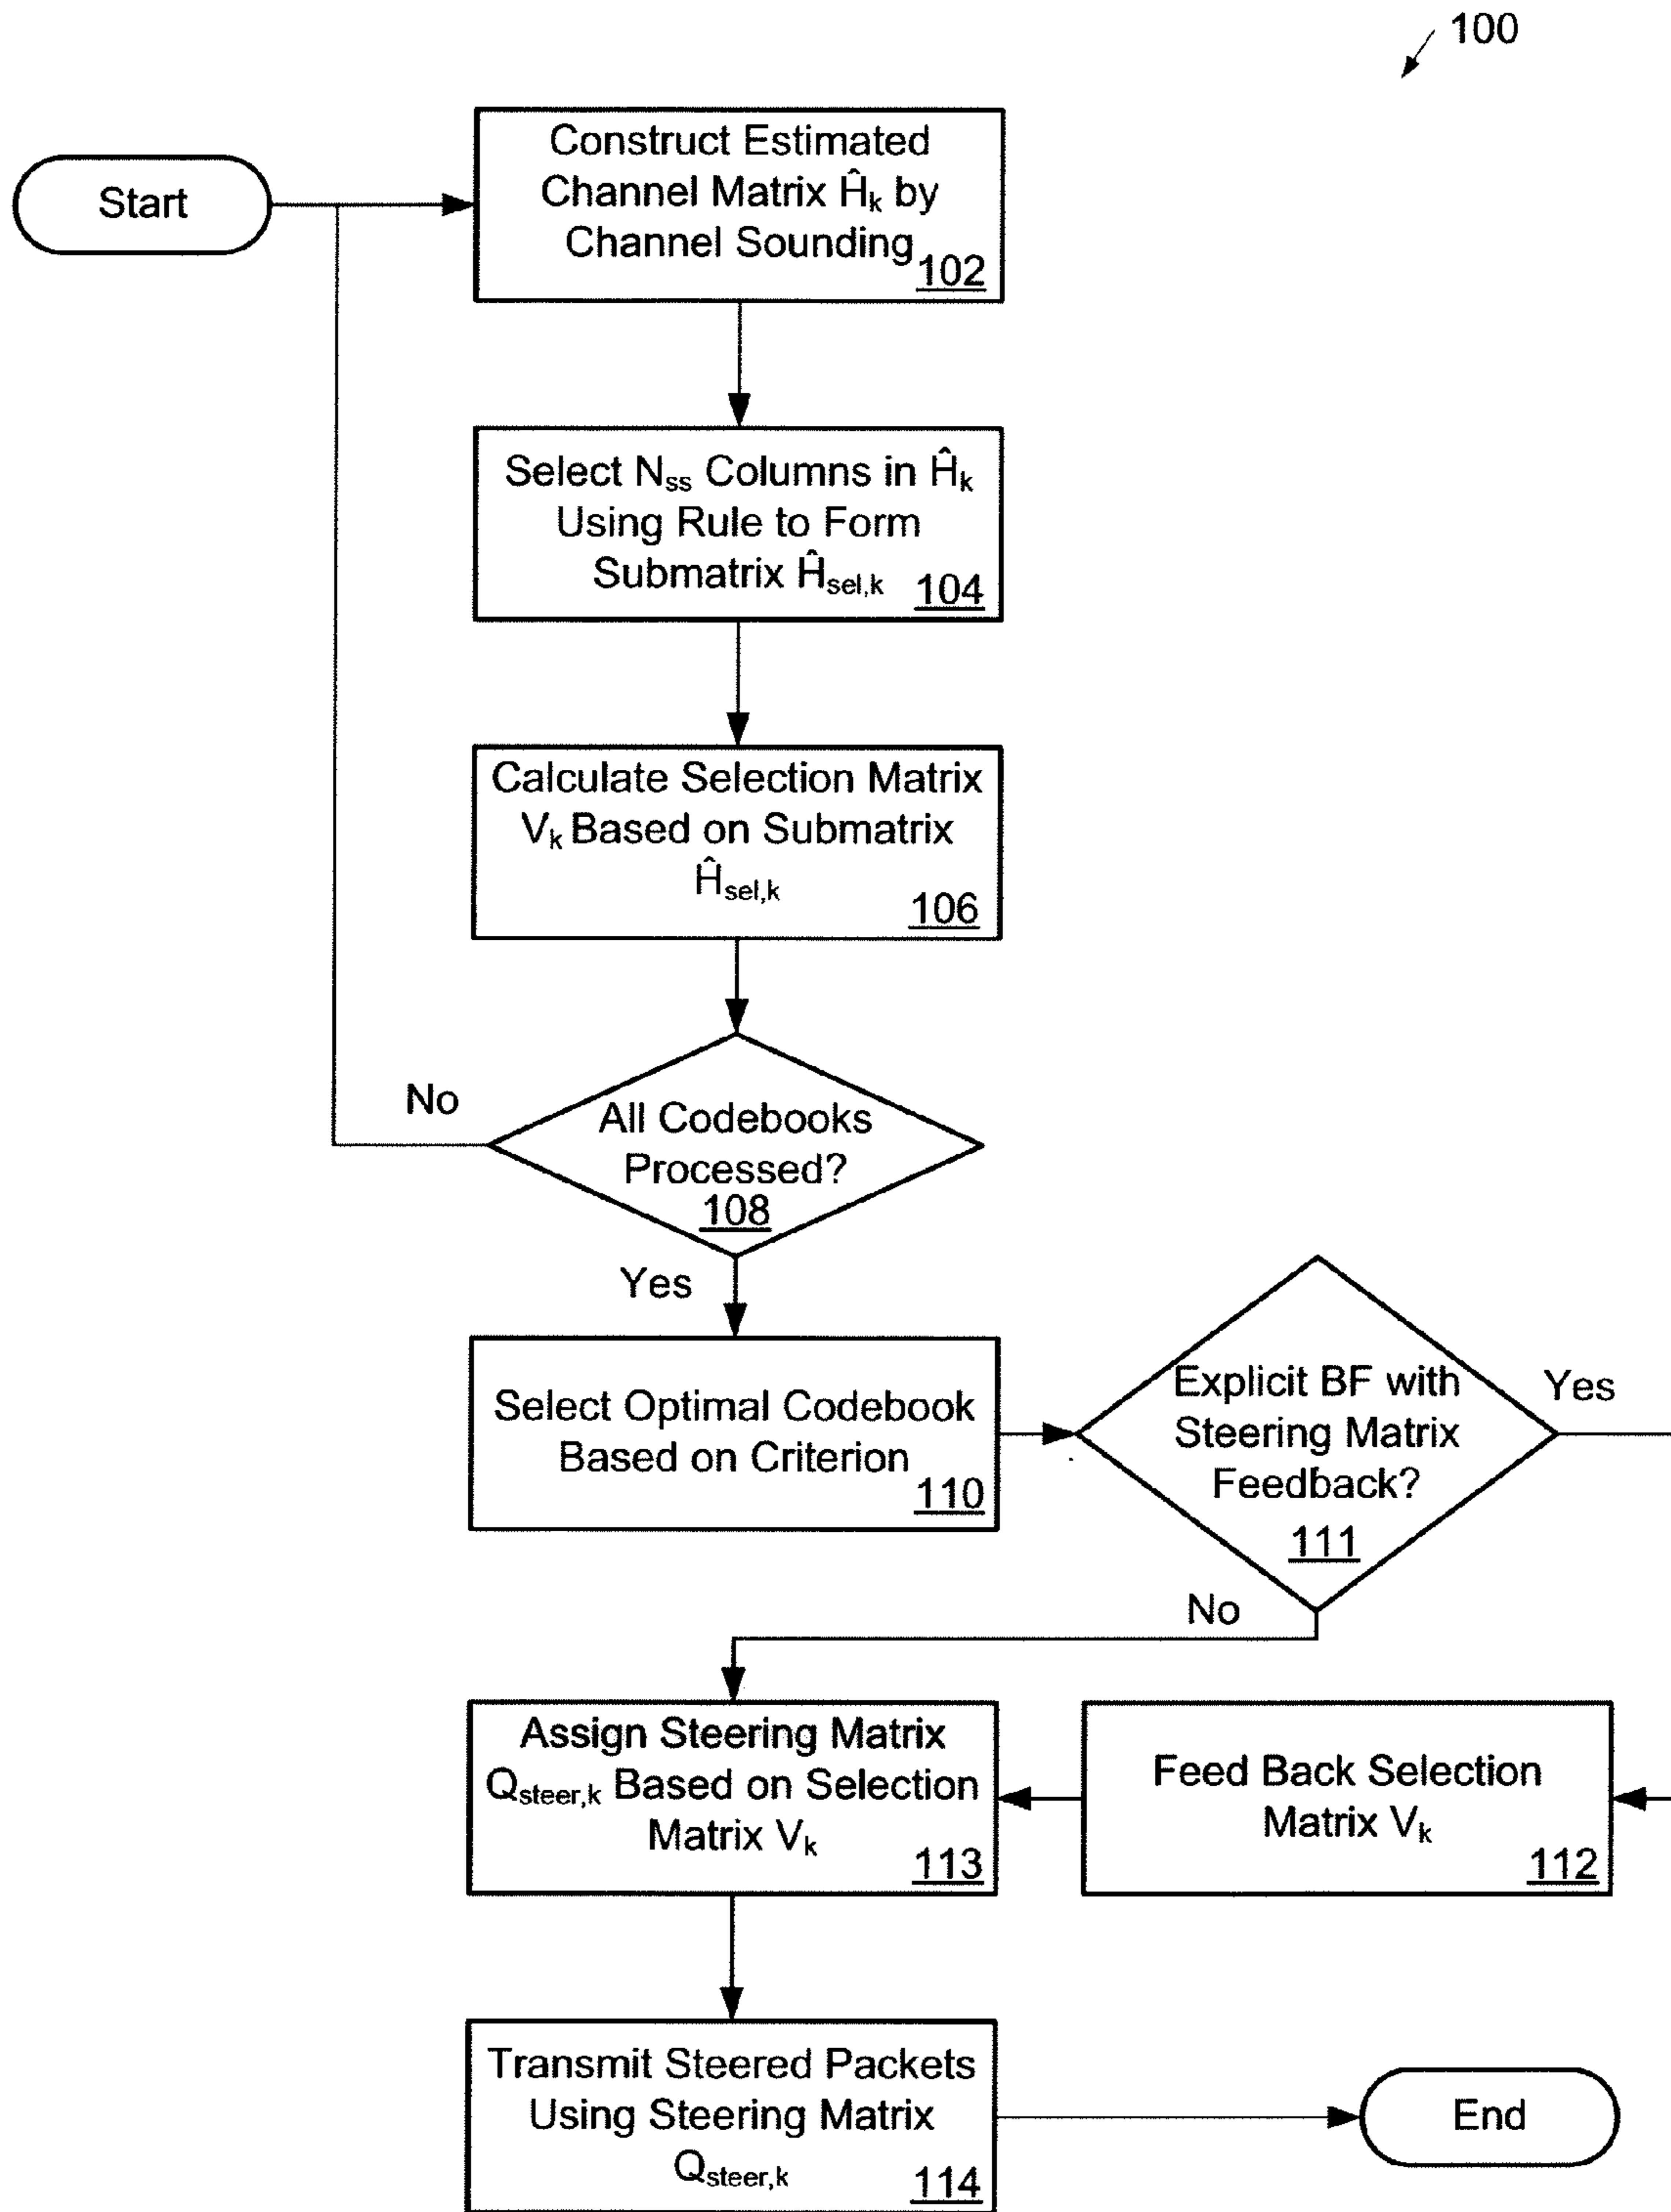 100
Start
Construct Estimated
Channel Matrix Ĥk by
Channel Sounding
102
Select Nss Columns in Ĥk
Using Rule to Form
Submatrix Ĥsel,k
104
Calculate Selection Matrix
Vk Based on Submatrix
Ĥsel,k
106
No
All Codebooks
Processed?
108
Yes
Select Optimal Codebook
Based on Criterion
110
Explicit BF with
Steering Matrix
Feedback?
111
Yes
No
Assign Steering Matrix
Qsteer,k Based on Selection
Matrix Vk
113
Feed Back Selection
Matrix Vk
112
Transmit Steered Packets
Using Steering Matrix
Qsteer,k
114
End